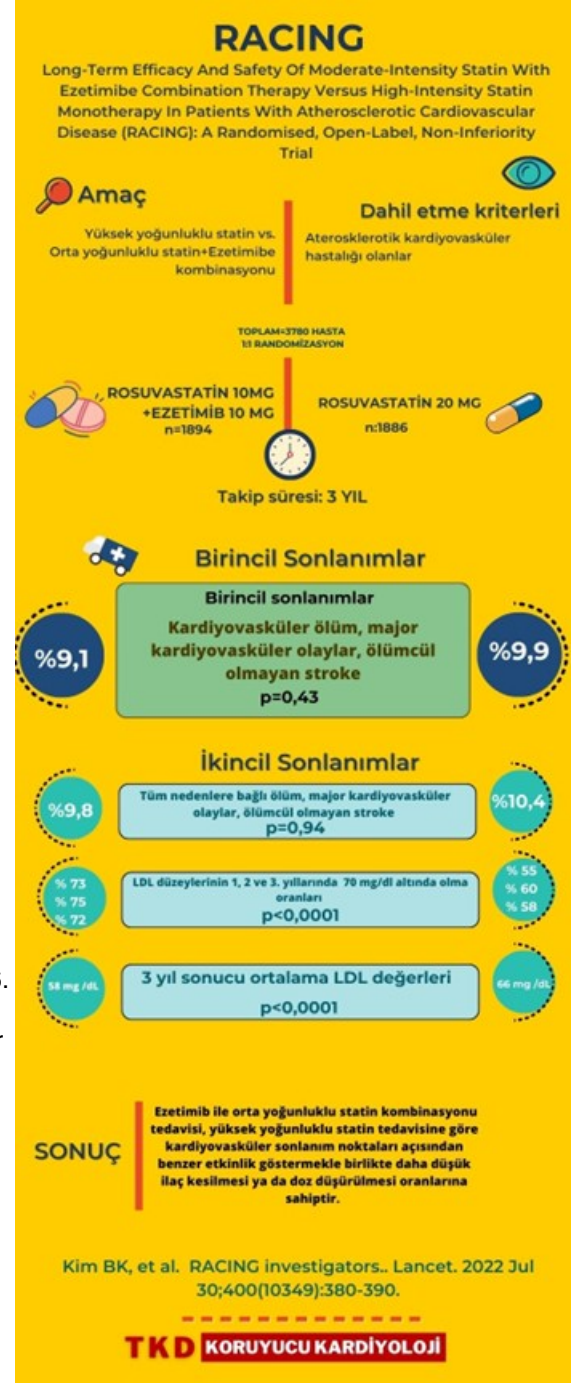 RACING
Long-Term Efficacy And Safety Of Moderate-Intensity Statin With
Ezetimibe Combination Therapy Versus High-Intensity Statin
Monotherapy In Patients With Atherosclerotic Cardiovascular
Disease (RACING): A Randomised, Open-Label, Non-Inferiority
Trial
Amaç
Yüksek yoğunluklu statin vs.
Orta yoğunluklu statin+Ezetimibe
kombinasyonu
Dahil etme kriterleri
Aterosklerotik kardiyovasküler
hastalığı olanlar
TOPLAM=3780 HASTA
1:1 RANDOMİZASYON
ROSUVASTATİN 10MG
+EZETİMİB 10 MG
n=1894
ROSUVASTATİN 20 MG
n:1886
Takip süresi: 3 YIL
Birincil Sonlanımlar
%9,1
Birincil sonlanımlar
Kardiyovasküler ölüm, major
kardiyovasküler olaylar, ölümcül
olmayan stroke
p=0,43
%9,9
İkincil Sonlanımlar
%9,8
Tüm nedenlere bağlı ölüm, major kardiyovasküler
olaylar, ölümcül olmayan stroke
p=0,94
%10,4
% 73
% 75
% 72
LDL düzeylerinin 1, 2 ve 3. yıllarında 70 mg/dl altında olma
oranları
p<0,0001
% 55
% 60
% 58
58 mg /dL
3 yıl sonucu ortalama LDL değerleri
p<0,0001
66 mg /dL
SONUÇ
Ezetimib ile orta yoğunluklu statin kombinasyonu
tedavisi, yüksek yoğunluklu statin tedavisine göre
kardiyovasküler sonlanım noktaları açısından
benzer etkinlik göstermekle birlikte daha düşük
ilaç kesilmesi ya da doz düşürülmesi oranlarına
sahiptir.
Kim BK, et al. RACING investigators.. Lancet. 2022 Jul
30;400(10349):380-390.
TKD KORUYUCU KARDİYOLOJİ